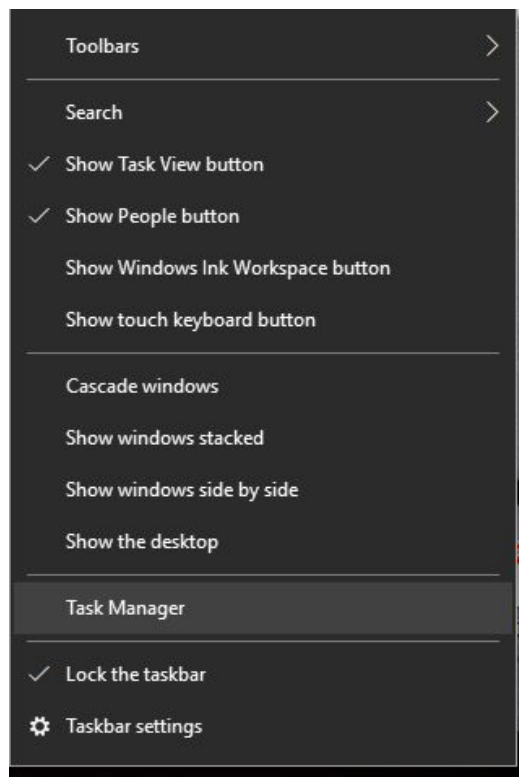 Toolbars
Search
Show Task View button
Show People button
Show Windows Ink Workspace button
Show touch keyboard button
Cascade windows
Show windows stacked
Show windows side by side
Show the desktop
Task Manager
Lock the taskbar
Taskbar settings